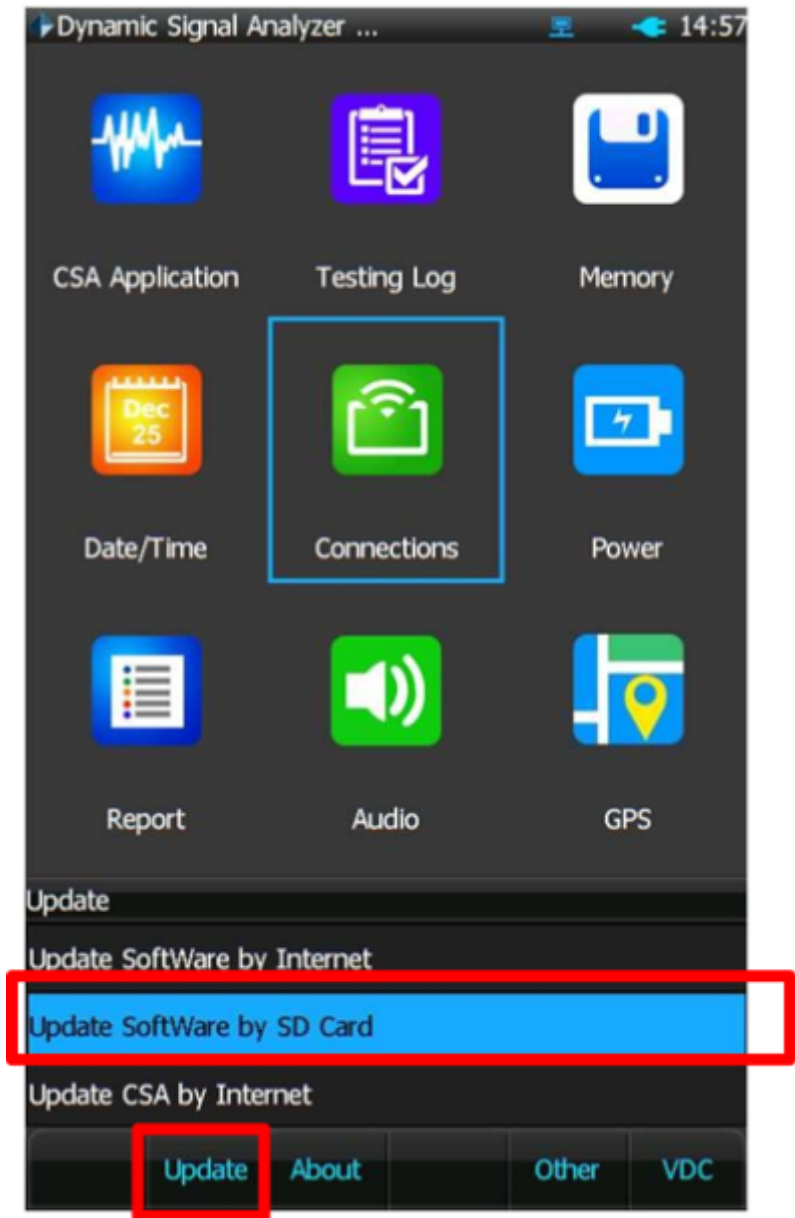 Dynamic Signal Analyzer ... 14:57
CSA Application Testing Log Memory
Dec
25
Date/Time Connections Power
Report Audio GPS
Update
Update SoftWare by Internet
Update SoftWare by SD Card
Update CSA by Internet
Update About Other VDC